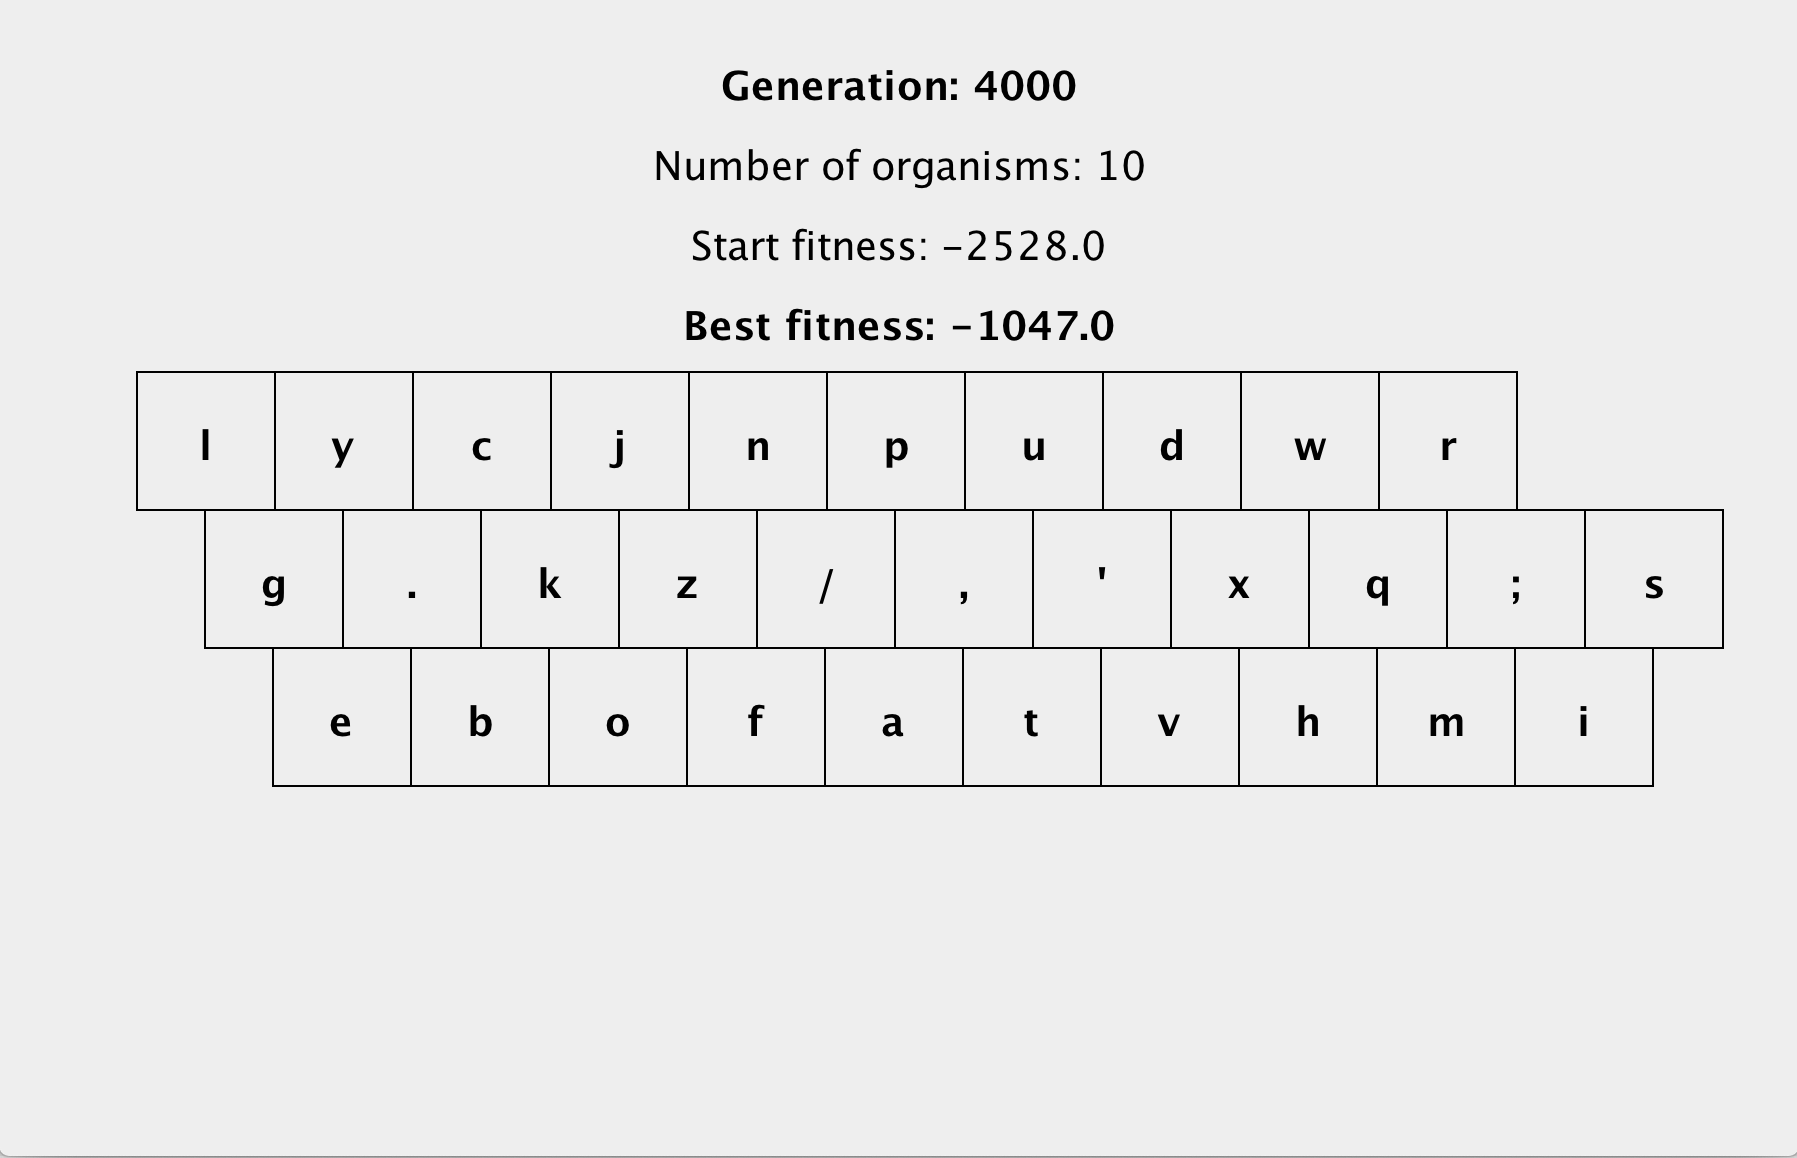 Generation: 4000
Number of organisms: 10
Start fitness: -2528.0
Best fitness: -1047.0
l y c j n p u d w r
g . k z / , ' x q ; s
e b o f a t v h m i